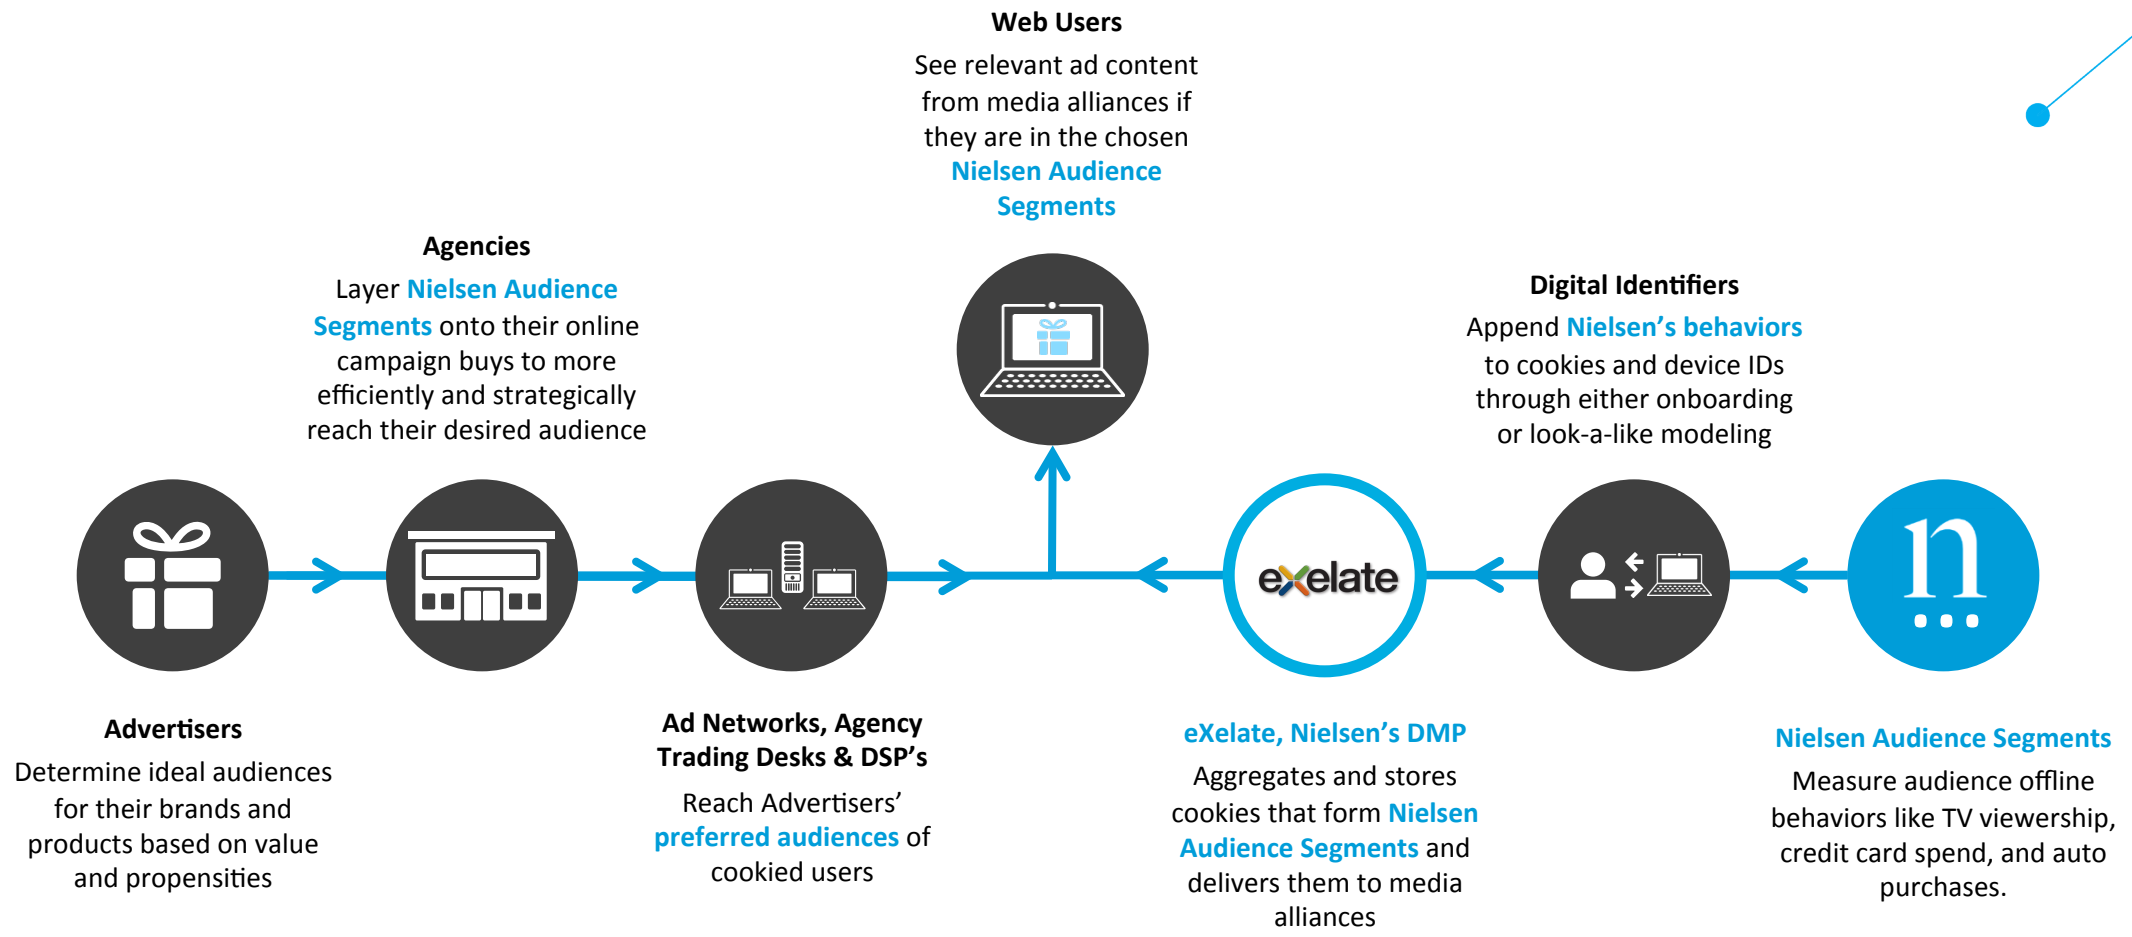 Web Users
See relevant ad content
from media alliances if
they are in the chosen
Nielsen Audience
Segments
Agencies
Layer Nielsen Audience
Segments onto their online
campaign buys to more
efficiently and strategically
reach their desired audience
Digital Identifiers
Append Nielsen’s behaviors
to cookies and device IDs
through either onboarding
or look-a-like modeling
eXelate
n
Advertisers
Determine ideal audiences
for their brands and
products based on value
and propensities
Ad Networks, Agency
Trading Desks & DSP’s
Reach Advertisers’
preferred audiences of
cookied users
eXelate, Nielsen’s DMP
Aggregates and stores
cookies that form Nielsen
Audience Segments and
delivers them to media
alliances
Nielsen Audience Segments
Measure audience offline
behaviors like TV viewership,
credit card spend, and auto
purchases.